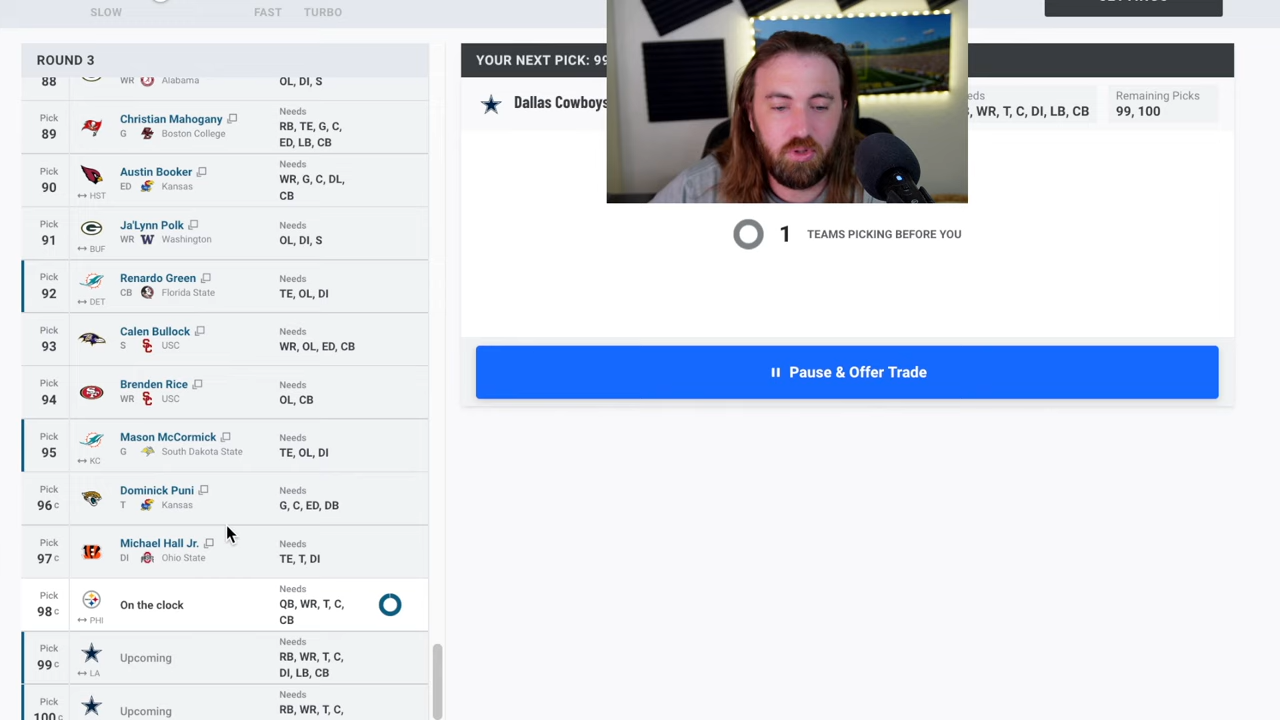 SLOW
FAST
TURBO
ROUND 3
88
WR Alabama
OL, DI, S
Pick 89
Christian Mahogany
G Boston College
Needs
RB, TE, G, C,
ED, LB, CB
Pick 90
HST
Austin Booker
ED Kansas
Needs
WR, G, C, DL,
CB
Pick 91
BUF
Ja'Lynn Polk
WR Washington
Needs
OL, DI, S
Pick 92
DET
Renardo Green
CB Florida State
Needs
TE, OL, DI
Pick 93
Calen Bullock
S USC
Needs
WR, OL, ED, CB
Pick 94
Brenden Rice
WR USC
Needs
OL, CB
Pick 95
KC
Mason McCormick
G South Dakota State
Needs
TE, OL, DI
Pick 96 C
Dominick Puni
T Kansas
Needs
G, C, ED, DB
Pick 97 C
Michael Hall Jr.
DI Ohio State
Needs
TE, T, DI
Pick 98 C
PHI
On the clock
Needs
QB, WR, T, C,
CB
Pick 99 C
LA
Upcoming
Needs
RB, WR, T, C,
DI, LB, CB
Pick 100 C
Upcoming
Needs
RB, WR, T, C,
YOUR NEXT PICK: 99
Dallas Cowboys
WR, T, C, DI, LB, CB
Remaining Picks
99, 100
1 TEAMS PICKING BEFORE YOU
Pause & Offer Trade